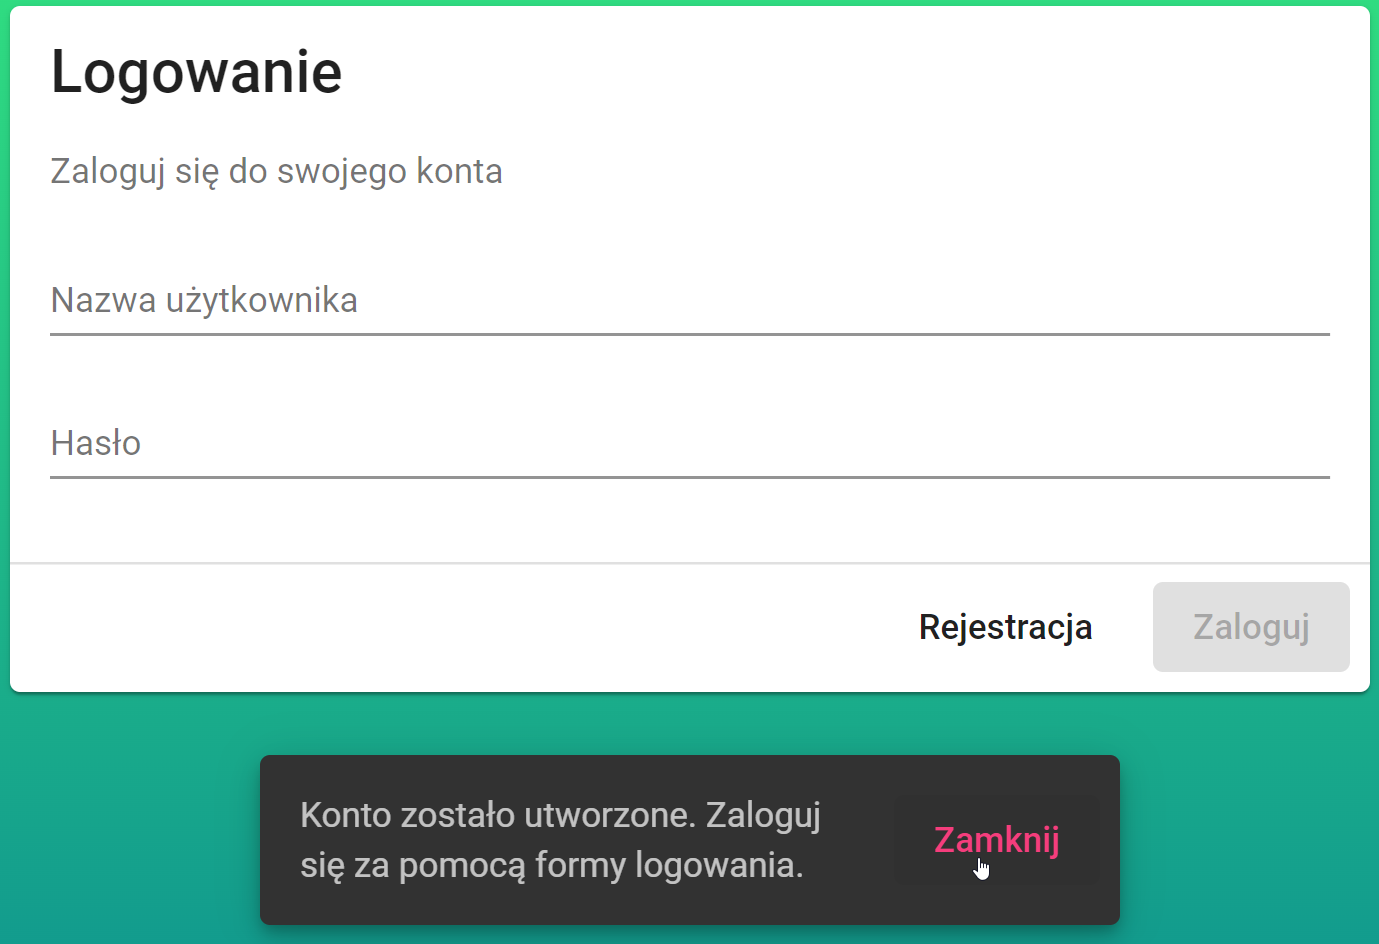 Logowanie
Zaloguj się do swojego konta
Nazwa użytkownika
Hasło
Rejestracja
Zaloguj
Konto zostało utworzone. Zaloguj
się za pomocą formy logowania.
Zamknij